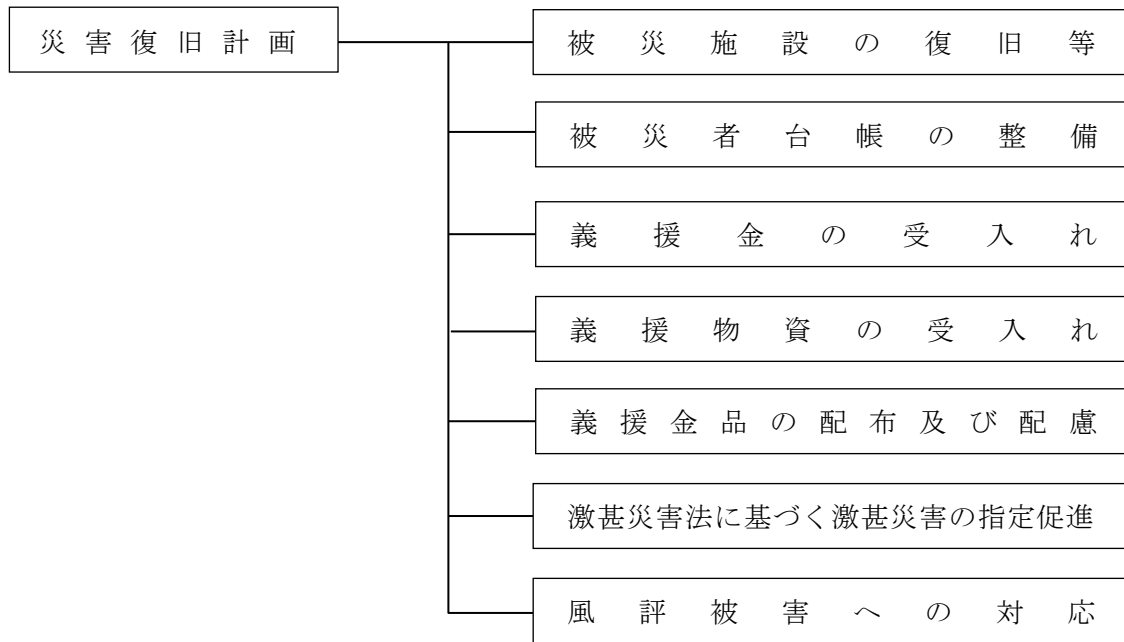 災害復旧計画
被災施設の復旧等
被災者台帳の整備
義援金の受入れ
義援物資の受入れ
義援金品の配布及び配慮
激甚災害法に基づく激甚災害の指定促進
風評被害への対応